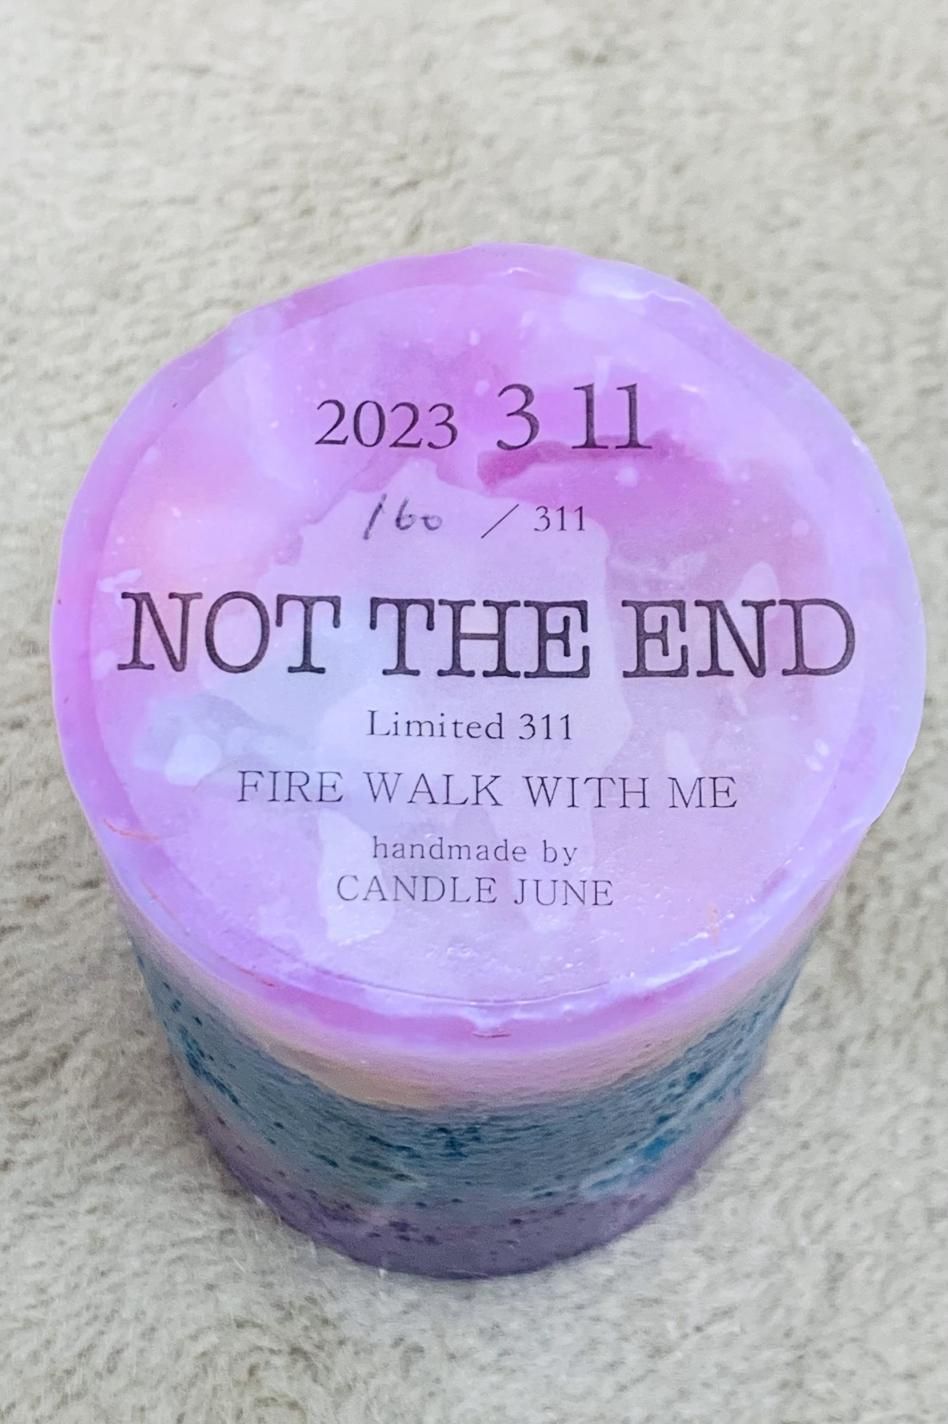 2023 3 11
160 / 311
NOT THE END
Limited 311
FIRE WALK WITH ME
handmade by
CANDLE JUNE